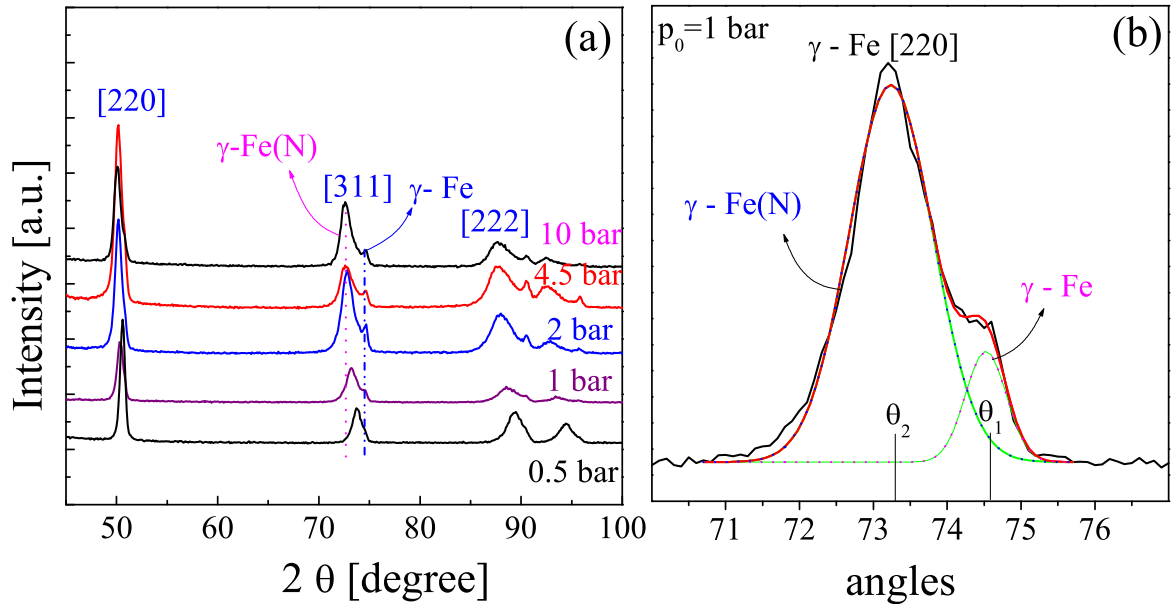 (a)
[220]
γ-Fe(N)
[311]
γ- Fe
[222]
10 bar
4.5 bar
2 bar
1 bar
0.5 bar
Intensity [a.u.]
50 60 70 80 90 100
2 θ [degree]
p₀=1 bar
(b)
γ - Fe [220]
γ - Fe(N)
γ - Fe
θ₂
θ₁
71 72 73 74 75 76
angles